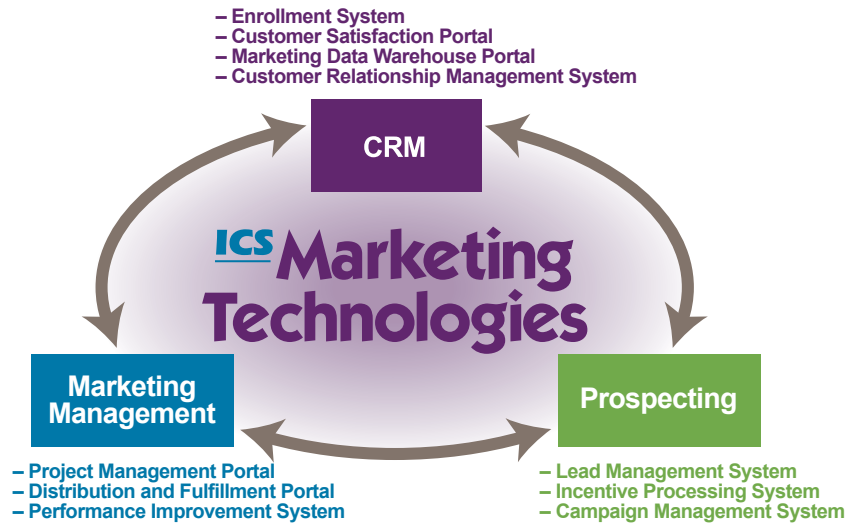 – Enrollment System
– Customer Satisfaction Portal
– Marketing Data Warehouse Portal
– Customer Relationship Management System
CRM
ICS Marketing
Technologies
Marketing
Management
Prospecting
– Project Management Portal
– Distribution and Fulfillment Portal
– Performance Improvement System
– Lead Management System
– Incentive Processing System
– Campaign Management System